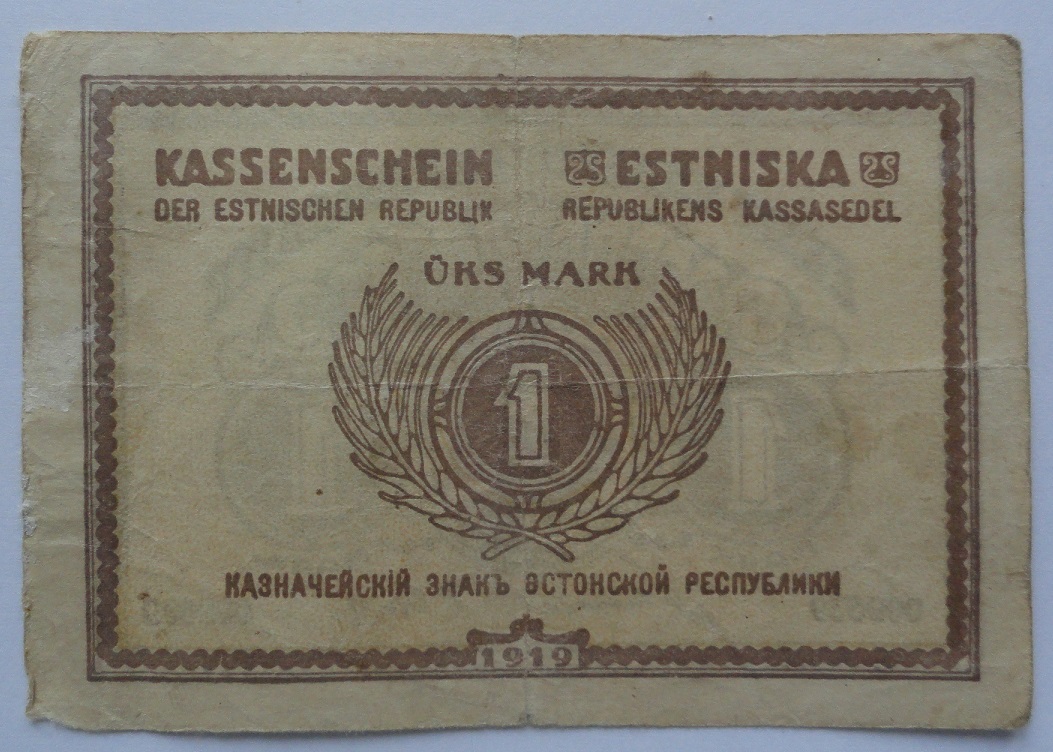 KASSENSCHEIN
DER ESTNISCHEN REPUBLIK
ESTNISKA
REPUBLIKENS KASSASEDEL
ÜKS MARK
1
КАЗНАЧЕЙСКІЙ ЗНАКЪ ЭСТОНСКОЙ РЕСПУБЛИКИ
1919